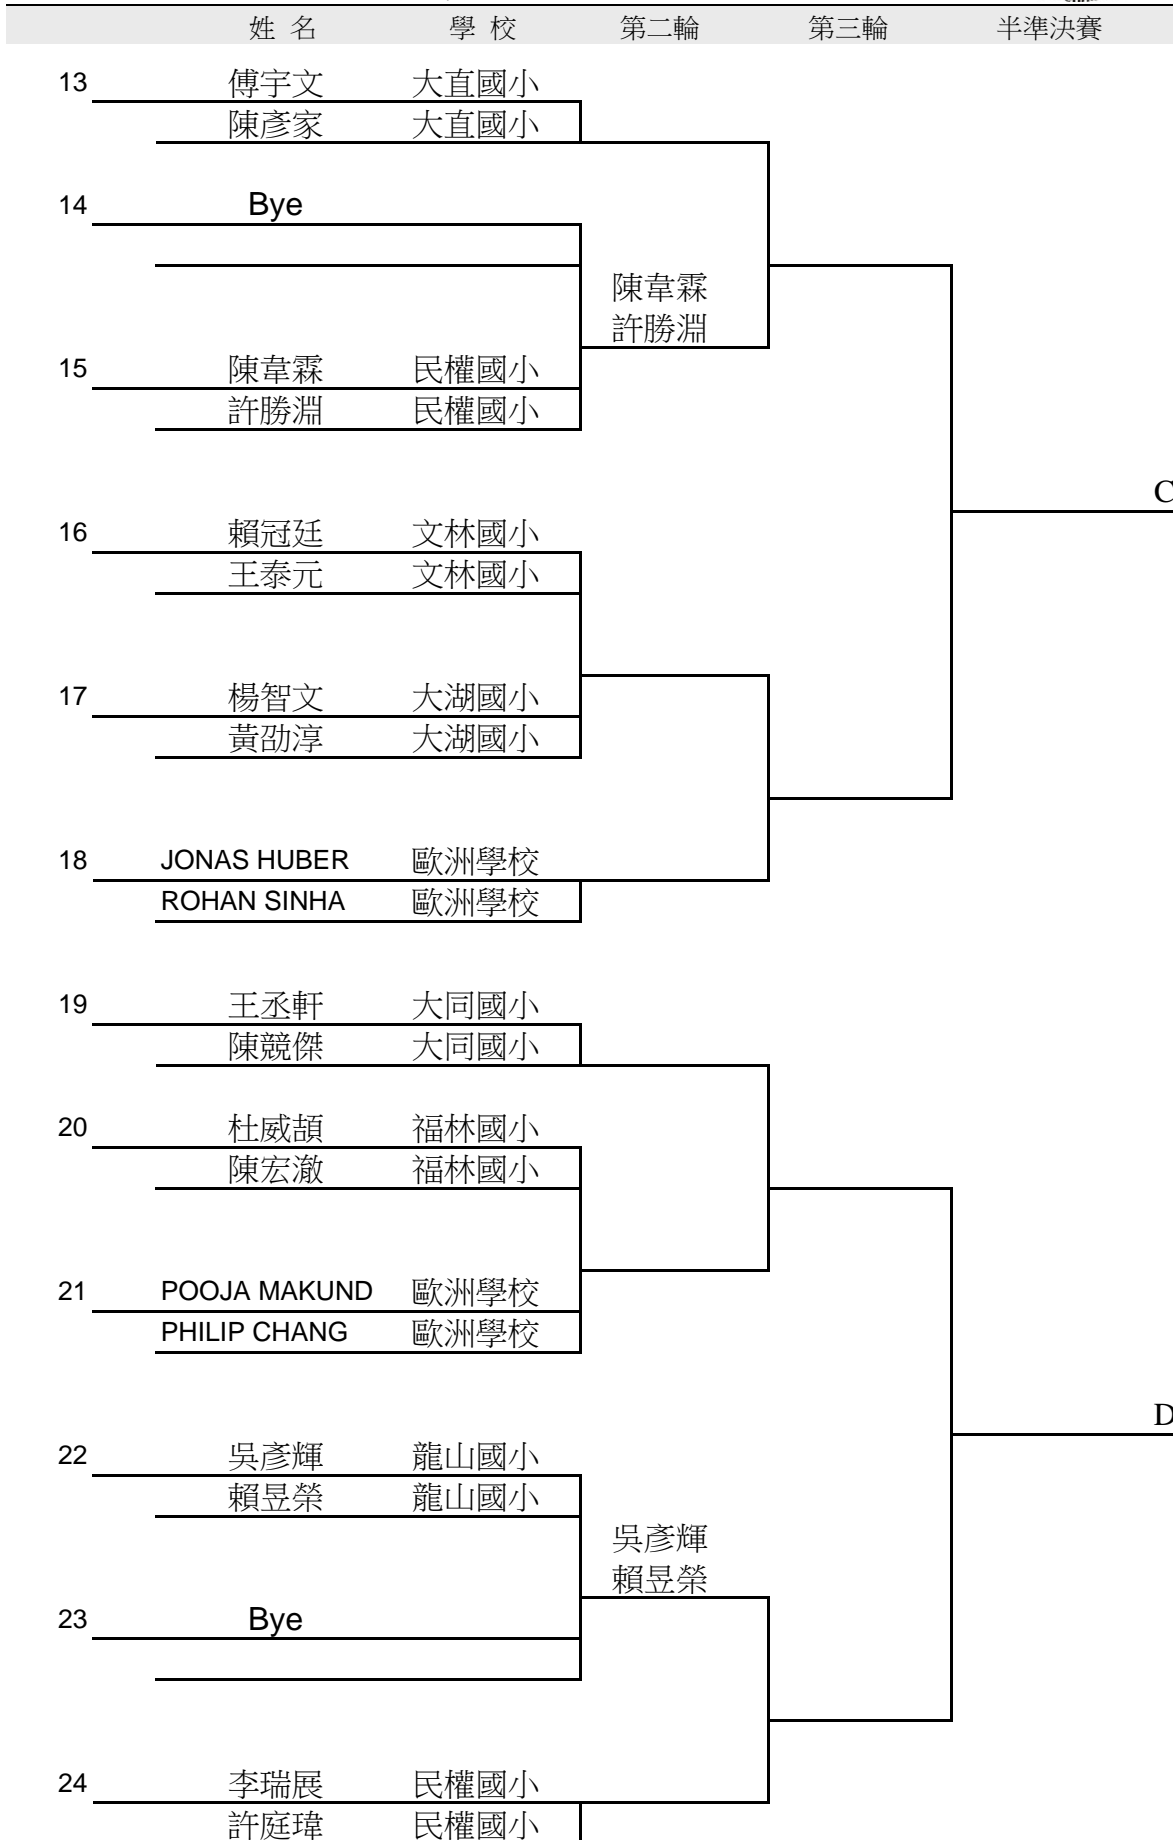 姓 名 學 校 第二輪 第三輪 半準決賽
13 傅宇文 大直國小
陳彥家 大直國小
14 Bye
陳韋霖
許勝淵
15 陳韋霖 民權國小
許勝淵 民權國小
C
16 賴冠廷 文林國小
王泰元 文林國小
17 楊智文 大湖國小
黃劭淳 大湖國小
18 JONAS HUBER 歐洲學校
ROHAN SINHA 歐洲學校
19 王丞軒 大同國小
陳競傑 大同國小
20 杜威頡 福林國小
陳宏澈 福林國小
21 POOJA MAKUND 歐洲學校
PHILIP CHANG 歐洲學校
D
22 吳彥輝 龍山國小
賴昱榮 龍山國小
吳彥輝
賴昱榮
23 Bye
24 李瑞展 民權國小
許庭瑋 民權國小